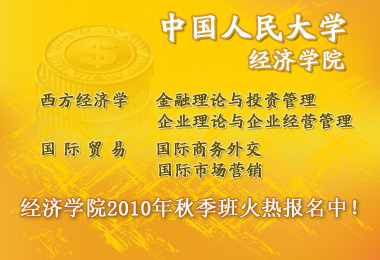 中国人民大学
经济学院
西方经济学 金融理论与投资管理
企业理论与企业经营管理
国际贸易 国际商务外交
国际市场营销
经济学院2010年秋季班火热报名中!